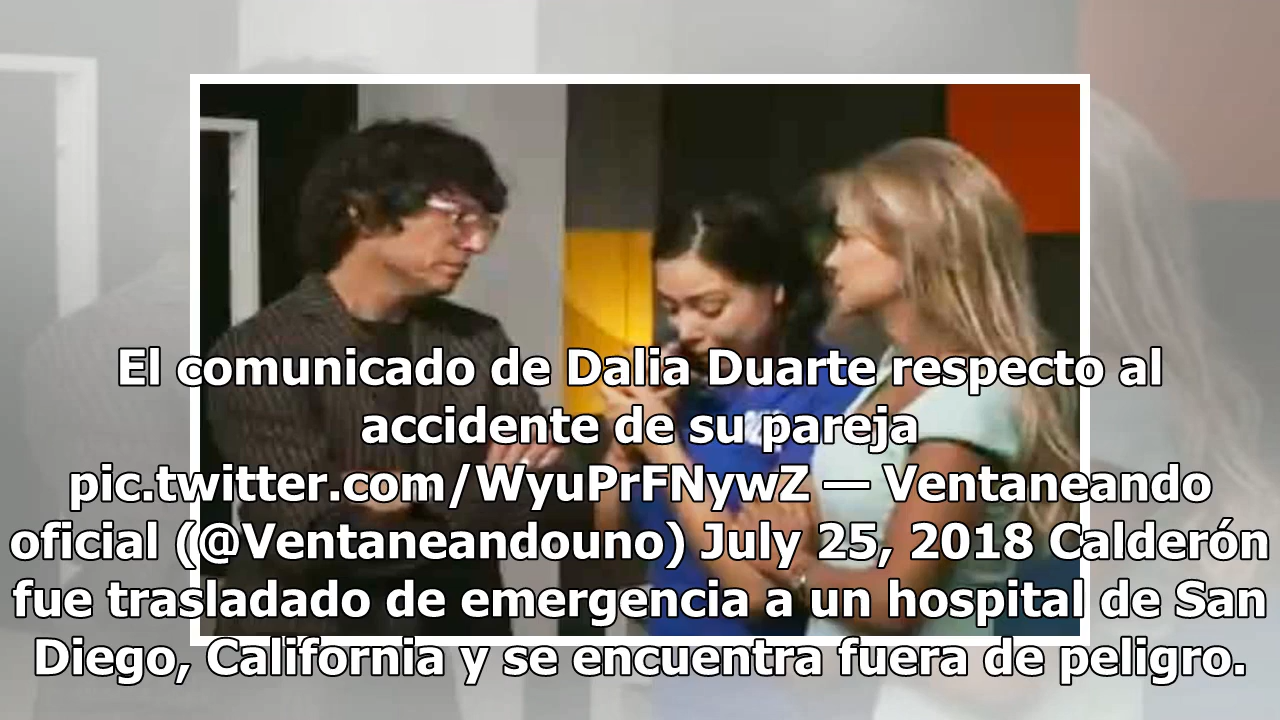 El comunicado de Dalia Duarte respecto al
accidente de su pareja
pic.twitter.com/WyuPrFNywZ — Ventaneando
oficial (@Ventaneandouno) July 25, 2018 Calderón
fue trasladado de emergencia a un hospital de San
Diego, California y se encuentra fuera de peligro.